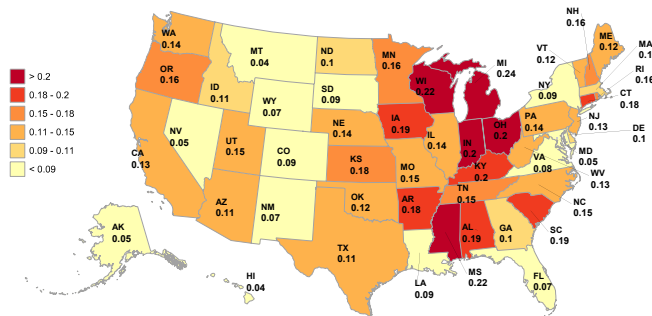 > 0.2
0.18 - 0.2
0.15 - 0.18
0.11 - 0.15
0.09 - 0.11
< 0.09
WA
0.14
OR
0.16
CA
0.13
ID
0.11
NV
0.05
MT
0.04
WY
0.07
UT
0.15
AZ
0.11
CO
0.09
NM
0.07
ND
0.1
SD
0.09
NE
0.14
KS
0.18
OK
0.12
TX
0.11
MN
0.16
IA
0.19
MO
0.15
AR
0.18
LA
0.09
WI
0.22
IL
0.14
MI
0.24
IN
0.2
OH
0.2
KY
0.2
TN
0.15
MS
0.22
AL
0.19
GA
0.1
FL
0.07
SC
0.19
NC
0.15
VA
0.08
WV
0.13
MD
0.05
DE
0.1
PA
0.14
NJ
0.13
NY
0.09
CT
0.18
RI
0.16
MA
0.1
VT
0.12
NH
0.16
ME
0.12
AK
0.05
HI
0.04